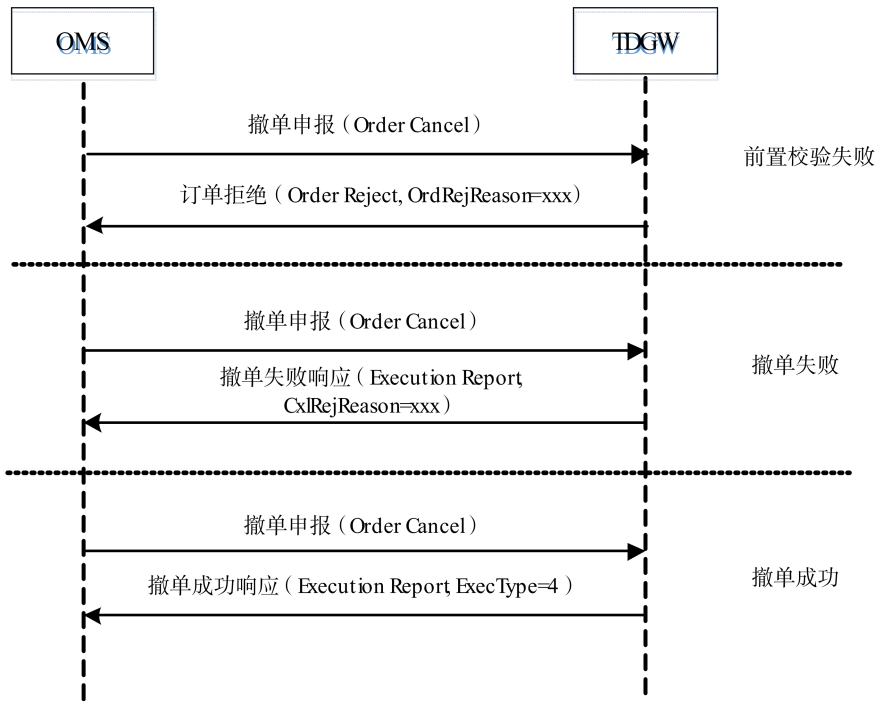 OMS
TDGW
撤单申报（Order Cancel）
前置校验失败
订单拒绝（Order Reject, OrdRejReason=xxx）
撤单申报（Order Cancel）
撤单失败
撤单失败响应（Execution Report,
CxlRejReason=xxx）
撤单申报（Order Cancel）
撤单成功
撤单成功响应（Execution Report, ExecType=4）